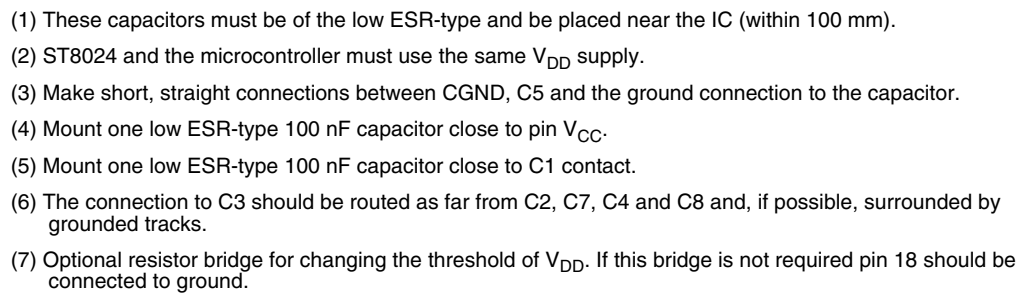 (1) These capacitors must be of the low ESR-type and be placed near the IC (within 100 mm).
(2) ST8024 and the microcontroller must use the same VDD supply.
(3) Make short, straight connections between CGND, C5 and the ground connection to the capacitor.
(4) Mount one low ESR-type 100 nF capacitor close to pin VCC.
(5) Mount one low ESR-type 100 nF capacitor close to C1 contact.
(6) The connection to C3 should be routed as far from C2, C7, C4 and C8 and, if possible, surrounded by
grounded tracks.
(7) Optional resistor bridge for changing the threshold of VDD. If this bridge is not required pin 18 should be
connected to ground.